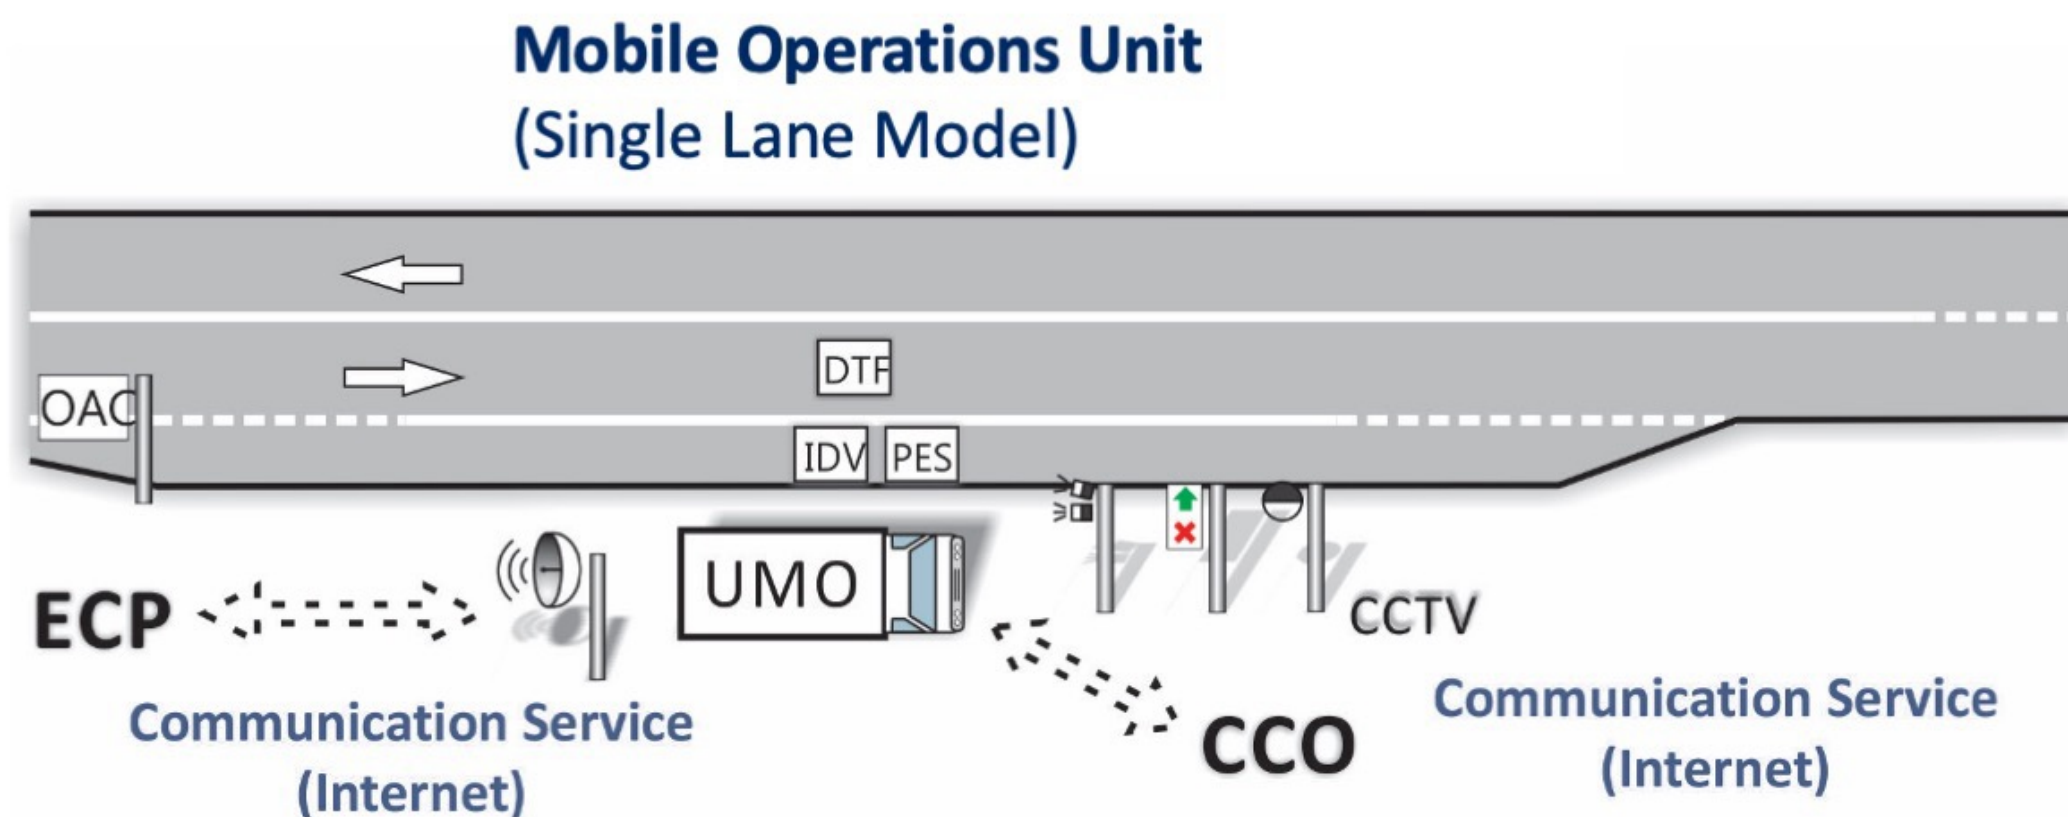 Mobile Operations Unit
(Single Lane Model)
DTF
OAC
IDV
PES
UMO
ECP
CCTV
Communication Service
(Internet)
CCO
Communication Service
(Internet)